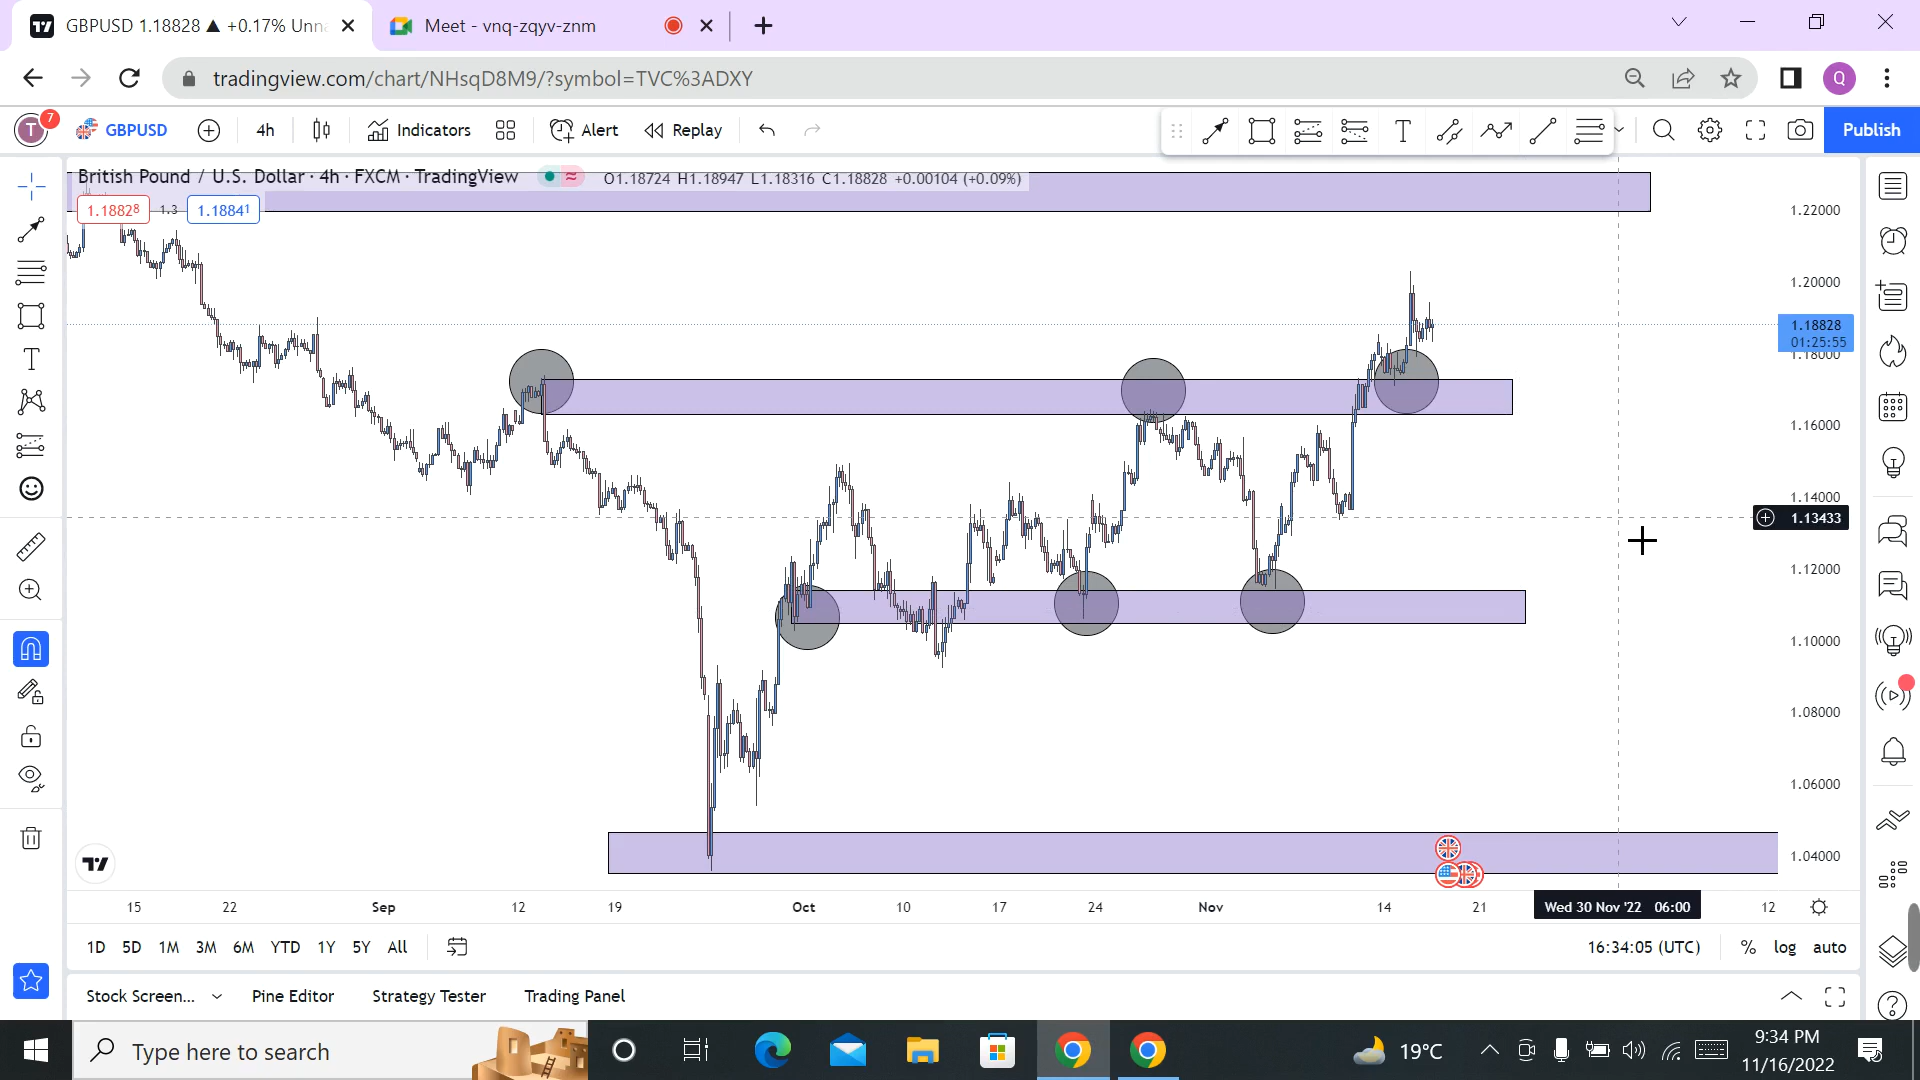 GBPUSD 1.18828 ▲ +0.17% Unna
Meet - vnq-zqyv-znm
tradingview.com/chart/NHsqD8M9/?symbol=TVC%3ADXY
Q
T 7
GBPUSD
4h
Indicators
Alert
Replay
T
Publish
British Pound / U.S. Dollar · 4h · FXCM · TradingView
O1.18724 H1.18947 L1.18316 C1.18828 +0.00104 (+0.09%)
1.18828
1.3
1.18841
1.22000
1.20000
1.18828
01:25:55
1.18000
1.16000
1.14000
1.13433
1.12000
1.10000
1.08000
1.06000
1.04000
15 22 Sep 12 19 Oct 10 17 24 Nov 14 21 Wed 30 Nov '22 06:00 12
1D 5D 1M 3M 6M YTD 1Y 5Y All
16:34:05 (UTC) % log auto
Stock Screen... Pine Editor Strategy Tester Trading Panel
Type here to search
19°C
9:34 PM
11/16/2022